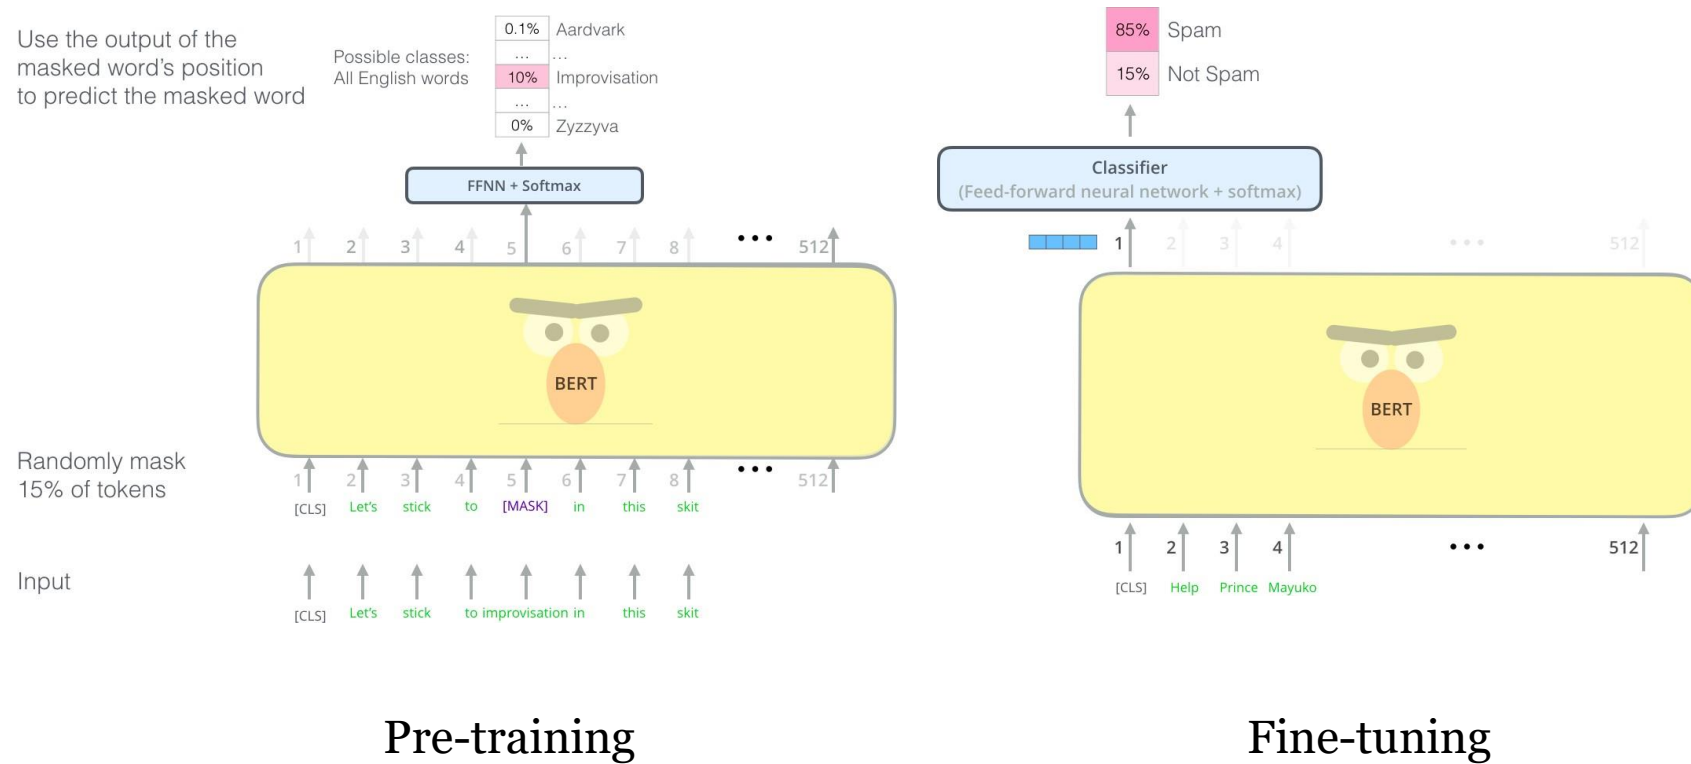 Use the output of the
masked word's position
to predict the masked word
Possible classes:
All English words
0.1% Aardvark
... ...
10% Improvisation
... ...
0% Zyzzyva
FFNN + Softmax
1 2 3 4 5 6 7 8 ••• 512
BERT
Randomly mask
15% of tokens
1 2 3 4 5 6 7 8 ••• 512
[CLS] Let's stick to [MASK] in this skit
Input
[CLS] Let's stick to improvisation in this skit
Pre-training
85% Spam
15% Not Spam
Classifier
(Feed-forward neural network + softmax)
1 2 3 4 ••• 512
BERT
1 2 3 4 ••• 512
[CLS] Help Prince Mayuko
Fine-tuning